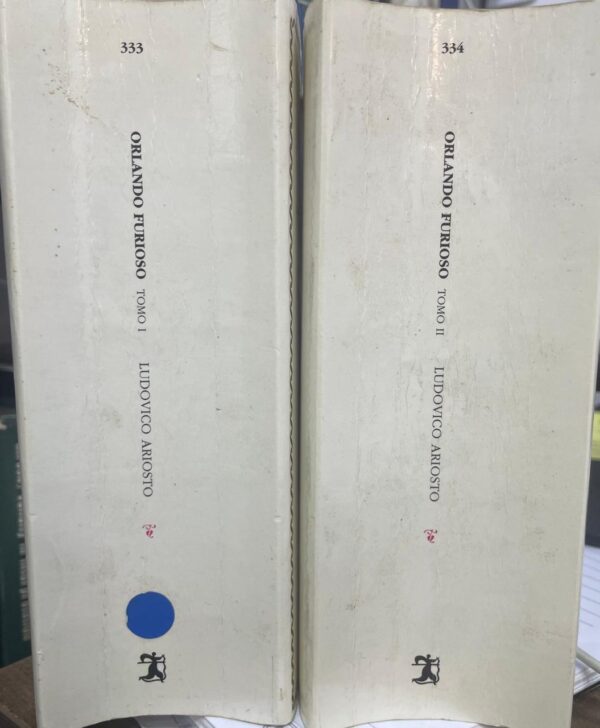 333
ORLANDO FURIOSO TOMO I LUDOVICO ARIOSTO
334
ORLANDO FURIOSO TOMO II LUDOVICO ARIOSTO